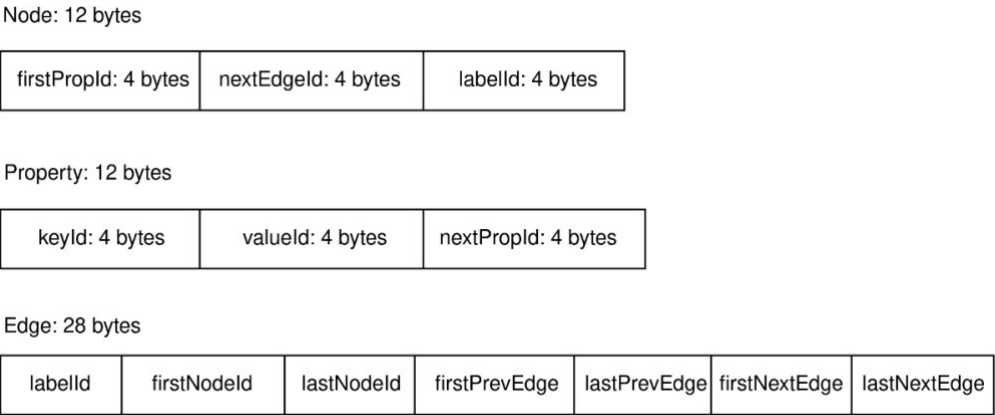 Node: 12 bytes
firstPropId: 4 bytes nextEdgeId: 4 bytes labelId: 4 bytes
Property: 12 bytes
keyId: 4 bytes valueId: 4 bytes nextPropId: 4 bytes
Edge: 28 bytes
labelId firstNodeId lastNodeId firstPrevEdge lastPrevEdge firstNextEdge lastNextEdge